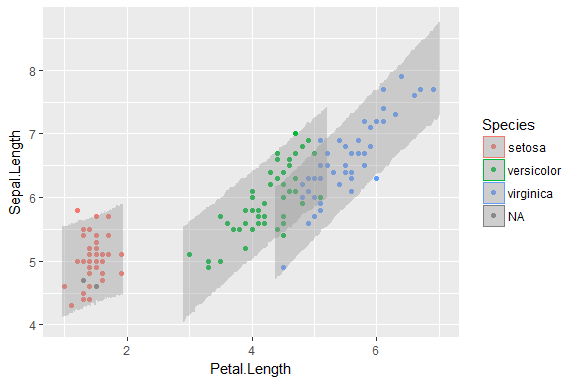 8
7
6
5
4
Sepal.Length
2
4
6
Petal.Length
Species
setosa
versicolor
virginica
NA